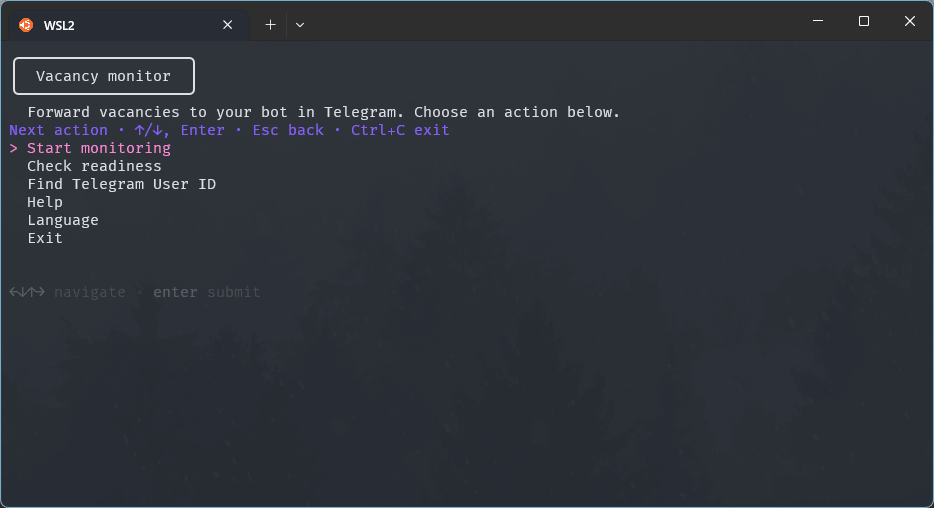 WSL2
Vacancy monitor
Forward vacancies to your bot in Telegram. Choose an action below.
Next action · ↑/↓, Enter · Esc back · Ctrl+C exit
> Start monitoring
Check readiness
Find Telegram User ID
Help
Language
Exit
←↓↑→ navigate · enter submit